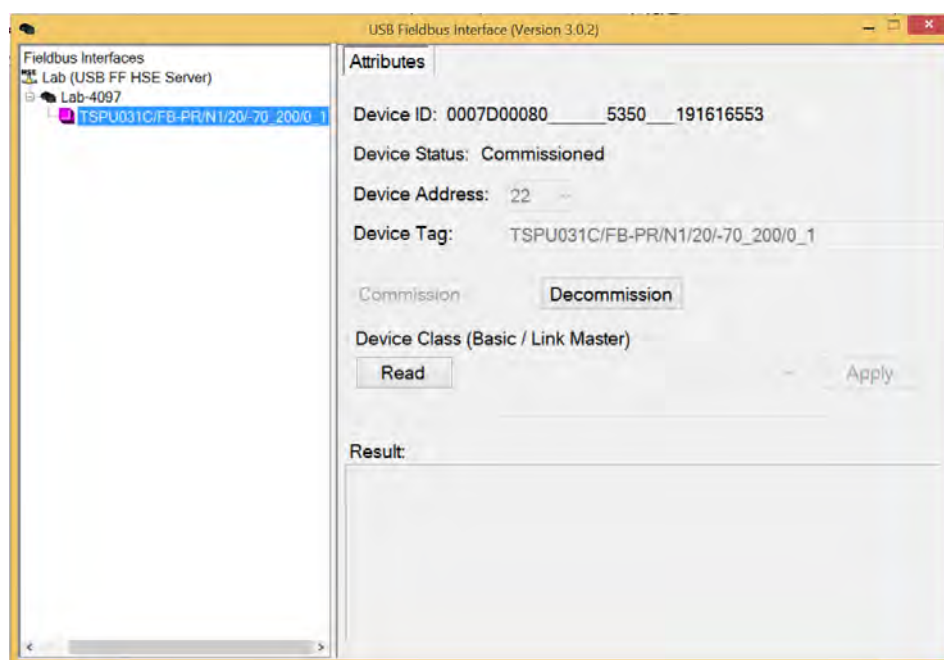 USB Fieldbus Interface (Version 3.0.2)
Fieldbus Interfaces
Lab (USB FF HSE Server)
Lab-4097
TSPU031C/FB-PR/N1/20/-70_200/0_1
Attributes
Device ID: 0007D00080______5350___191616553
Device Status: Commissioned
Device Address: 22
Device Tag: TSPU031C/FB-PR/N1/20/-70_200/0_1
Commission Decommission
Device Class (Basic / Link Master)
Read Apply
Result: